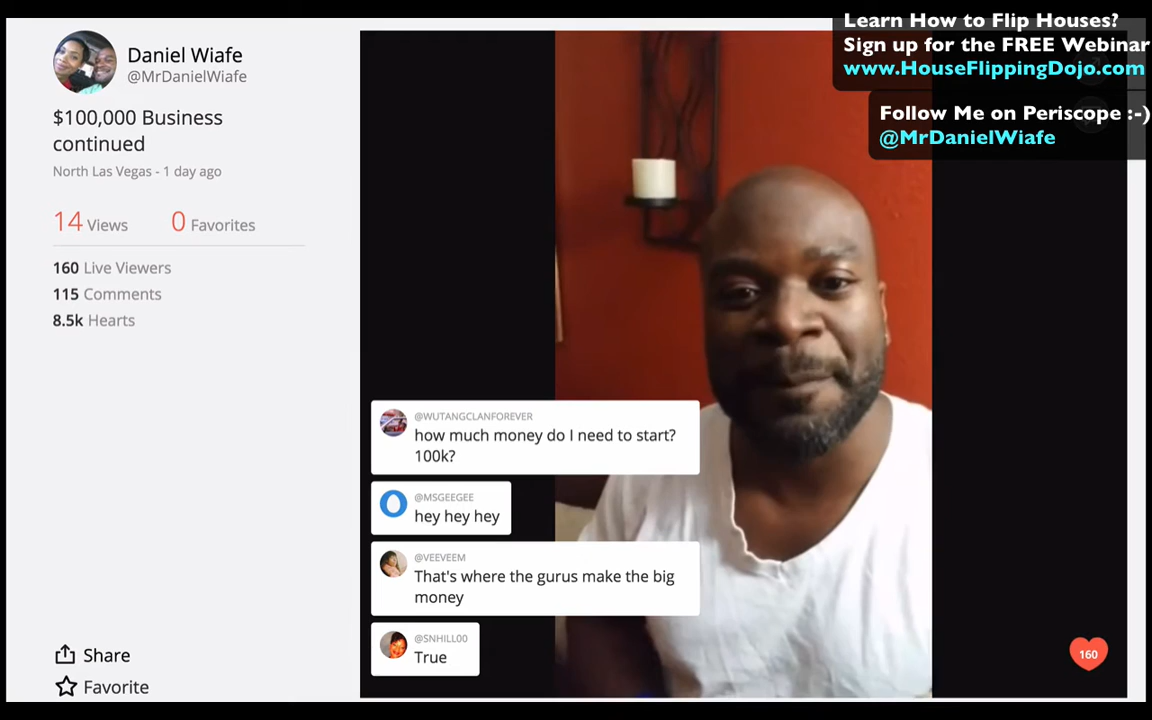 Learn How to Flip Houses?
Sign up for the FREE Webinar
www.HouseFlippingDojo.com
Follow Me on Periscope :-)
@MrDanielWiafe
Daniel Wiafe
@MrDanielWiafe
$100,000 Business
continued
North Las Vegas - 1 day ago
14 Views 0 Favorites
160 Live Viewers
115 Comments
8.5k Hearts
@WUTANGCLANFOREVER
how much money do I need to start?
100k?
@MSGEEGEE
hey hey hey
@VEEVEEM
That's where the gurus make the big
money
@SNHILL00
True
160
Share
Favorite